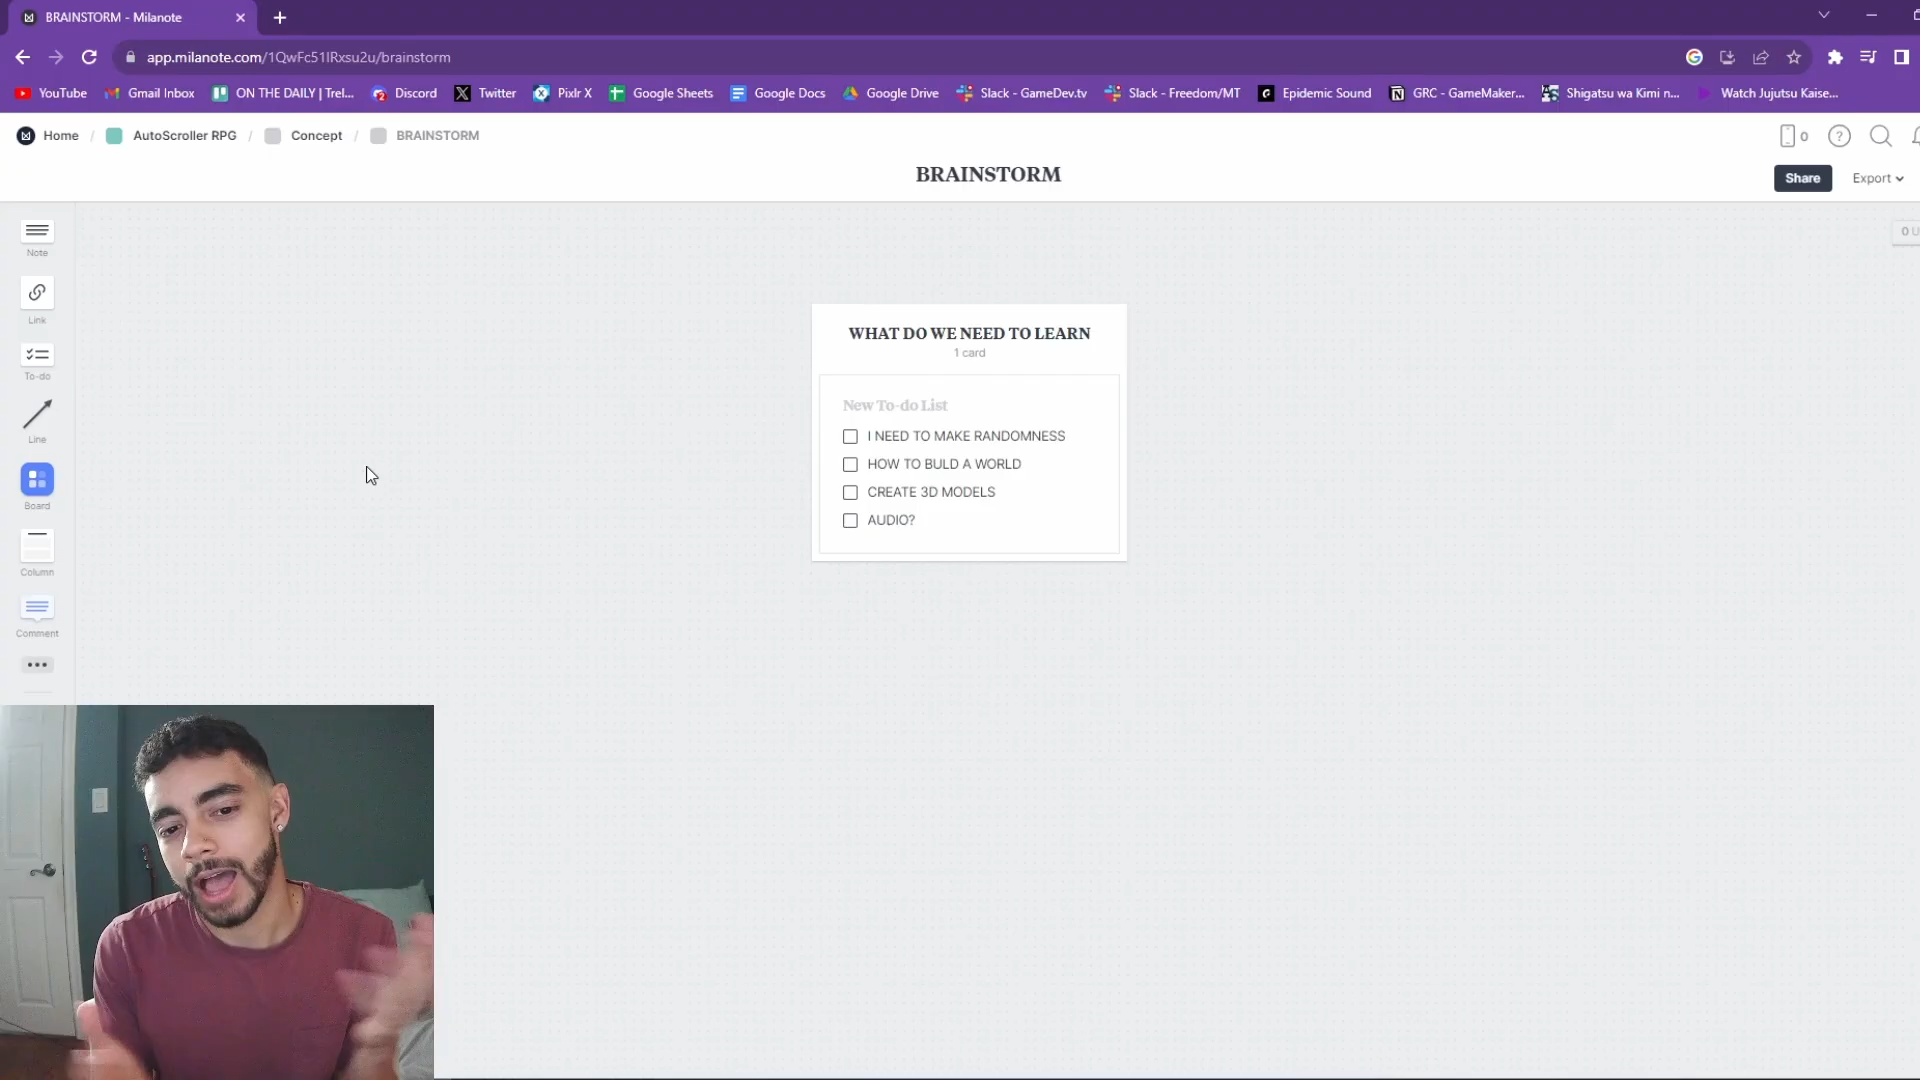 BRAINSTORM - Milanote
app.milanote.com/1QwFc51lRxsu2u/brainstorm
YouTube
Gmail Inbox
ON THE DAILY | Trel...
Discord
Twitter
Pixlr X
Google Sheets
Google Docs
Google Drive
Slack - GameDev.tv
Slack - Freedom/MT
Epidemic Sound
GRC - GameMaker...
Shigatsu wa Kimi n...
Watch Jujutsu Kaise...
Home / AutoScroller RPG / Concept / BRAINSTORM
0
BRAINSTORM
Share
Export
Note
Link
To-do
Line
Board
Column
Comment
0 U
WHAT DO WE NEED TO LEARN
1 card
New To-do List
I NEED TO MAKE RANDOMNESS
HOW TO BULD A WORLD
CREATE 3D MODELS
AUDIO?